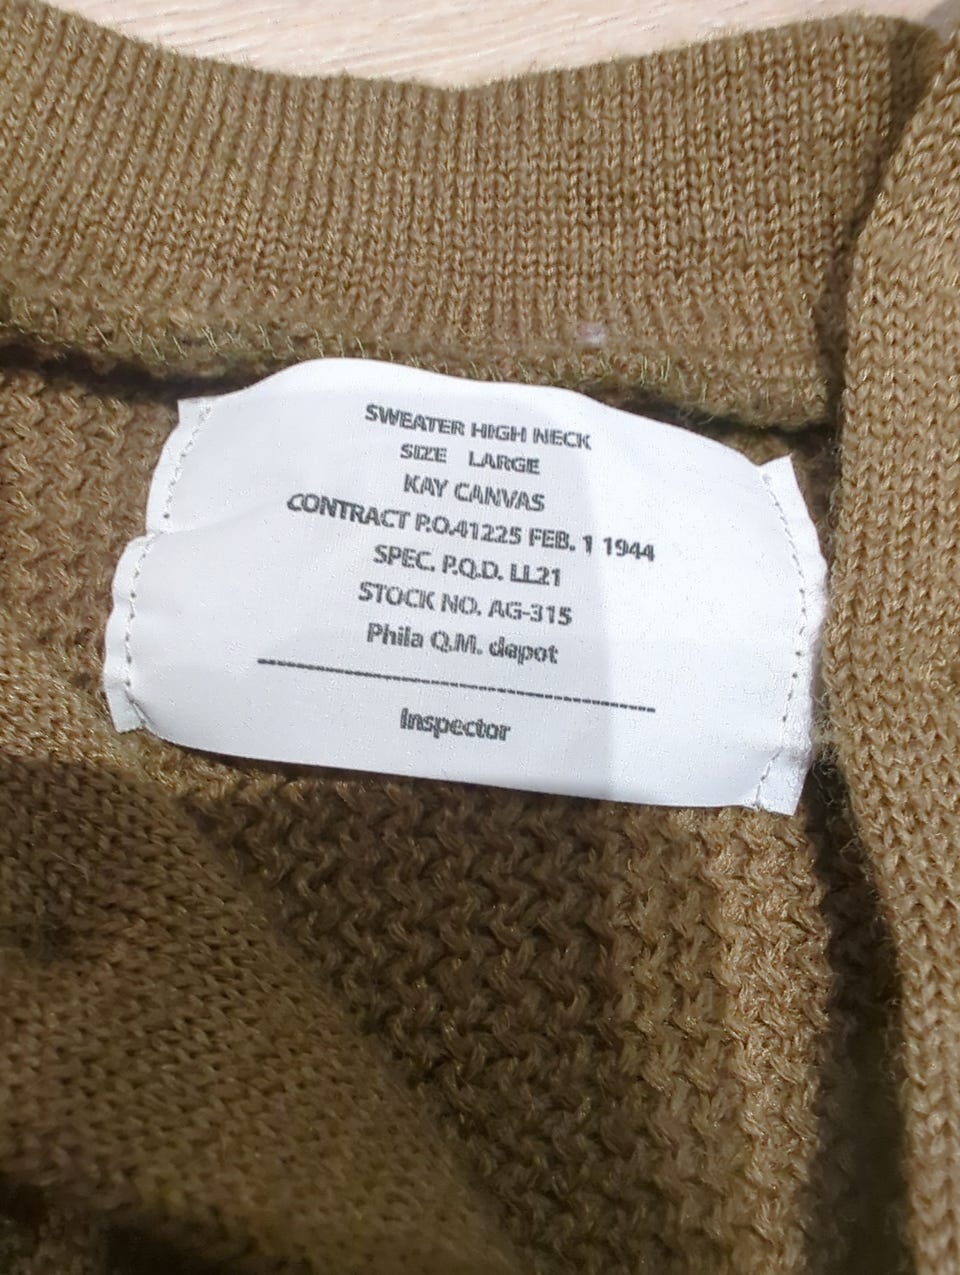 SWEATER HIGH NECK
SIZE LARGE
KAY CANVAS
CONTRACT P.O.41225 FEB. 1 1944
SPEC. P.Q.D. LL21
STOCK NO. AG-315
Phila Q.M. depot
Inspector